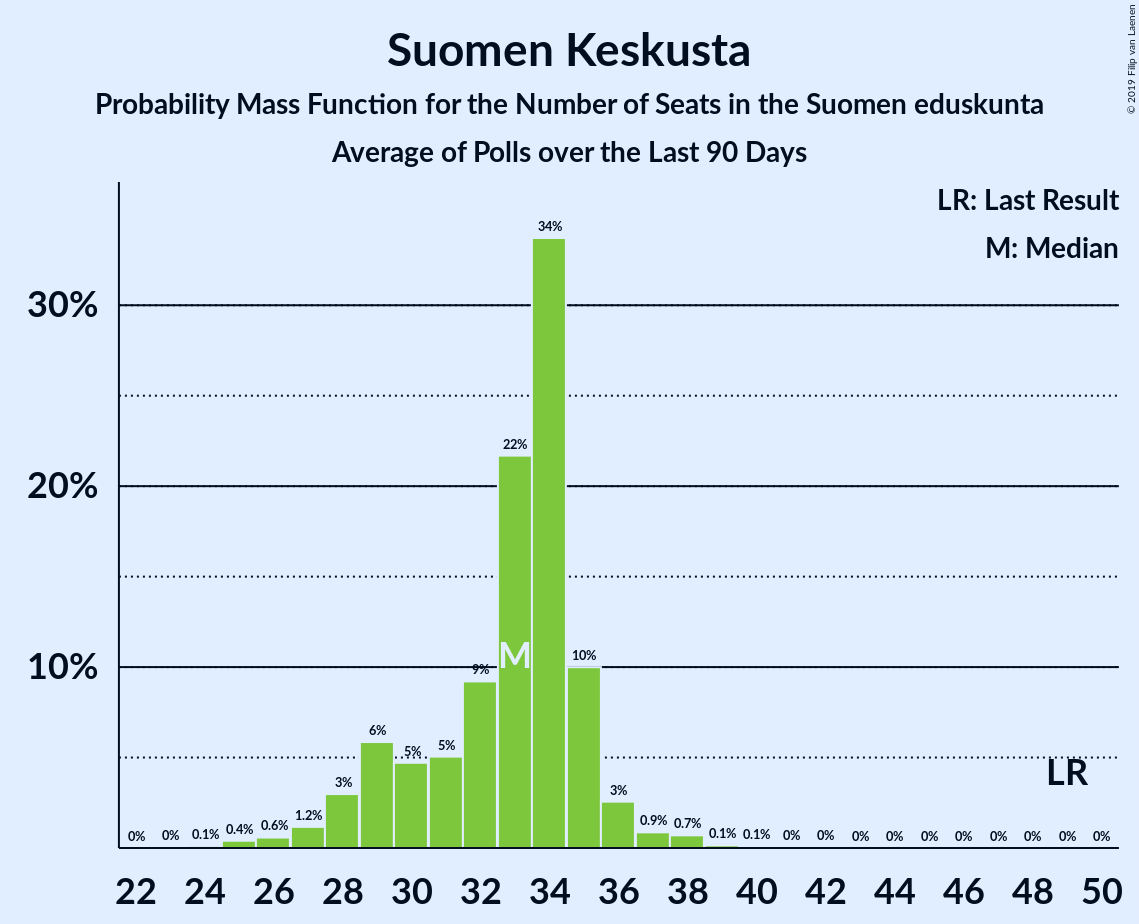 Suomen Keskusta
Probability Mass Function for the Number of Seats in the Suomen eduskunta
Average of Polls over the Last 90 Days
© 2019 Filip van Laenen
LR: Last Result
M: Median
30%
20%
10%
0% 0% 0.1% 0.4% 0.6% 1.2% 3% 6% 5% 5% 9% 22% 34% 10% 3% 0.9% 0.7% 0.1% 0.1% 0% 0% 0% 0% 0% 0% 0% 0% 0% 0%
M
LR
22 24 26 28 30 32 34 36 38 40 42 44 46 48 50